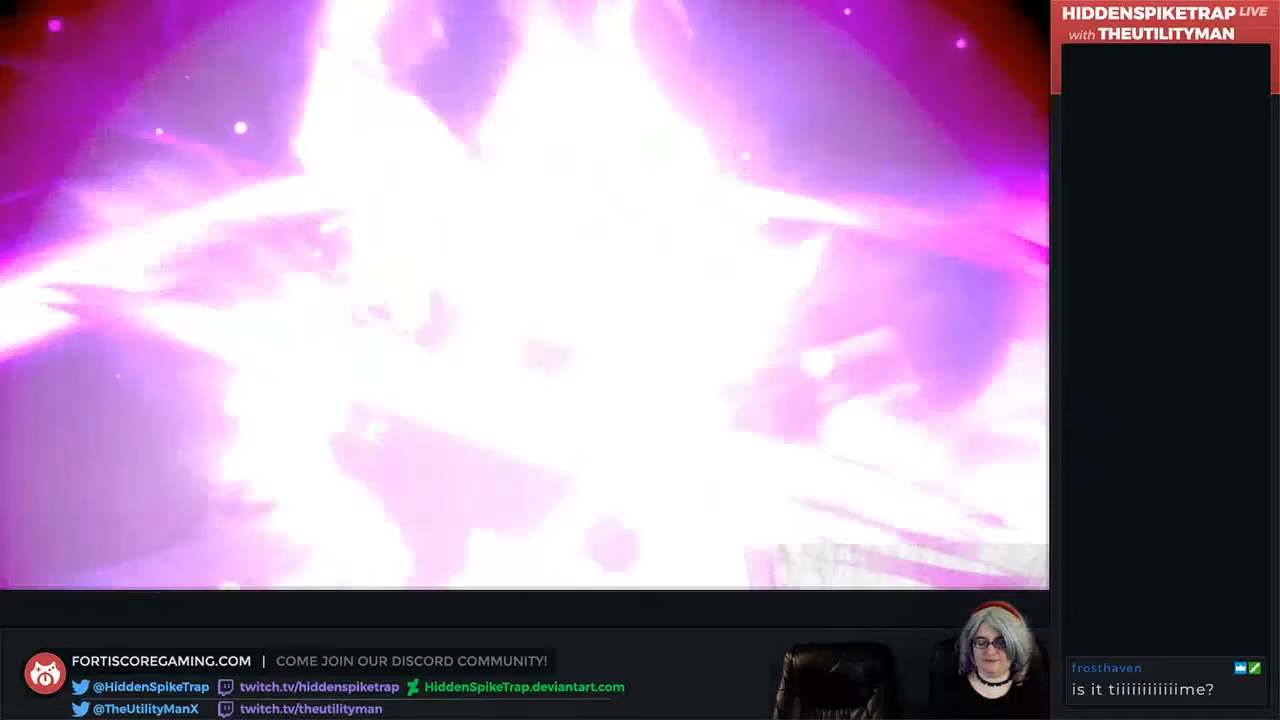 HIDDENSPIKETRAP LIVE
with THEUTILITYMAN
frosthaven
is it tiiiiiiiiiiime?
FORTISCOREGAMING.COM | COME JOIN OUR DISCORD COMMUNITY!
@HiddenSpikeTrap twitch.tv/hiddenspiketrap HiddenSpikeTrap.deviantart.com
@TheUtilityManX twitch.tv/theutilityman